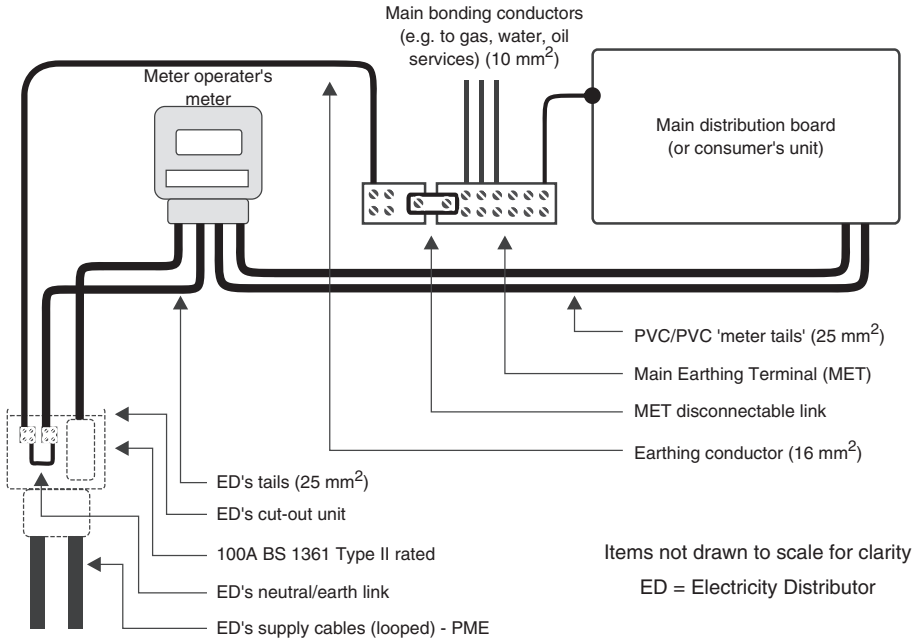 Main bonding conductors
(e.g. to gas, water, oil
services) (10 mm²)
Meter operater's
meter
Main distribution board
(or consumer's unit)
PVC/PVC 'meter tails' (25 mm²)
Main Earthing Terminal (MET)
MET disconnectable link
Earthing conductor (16 mm²)
ED's tails (25 mm²)
ED's cut-out unit
100A BS 1361 Type II rated
ED's neutral/earth link
ED's supply cables (looped) - PME
Items not drawn to scale for clarity
ED = Electricity Distributor